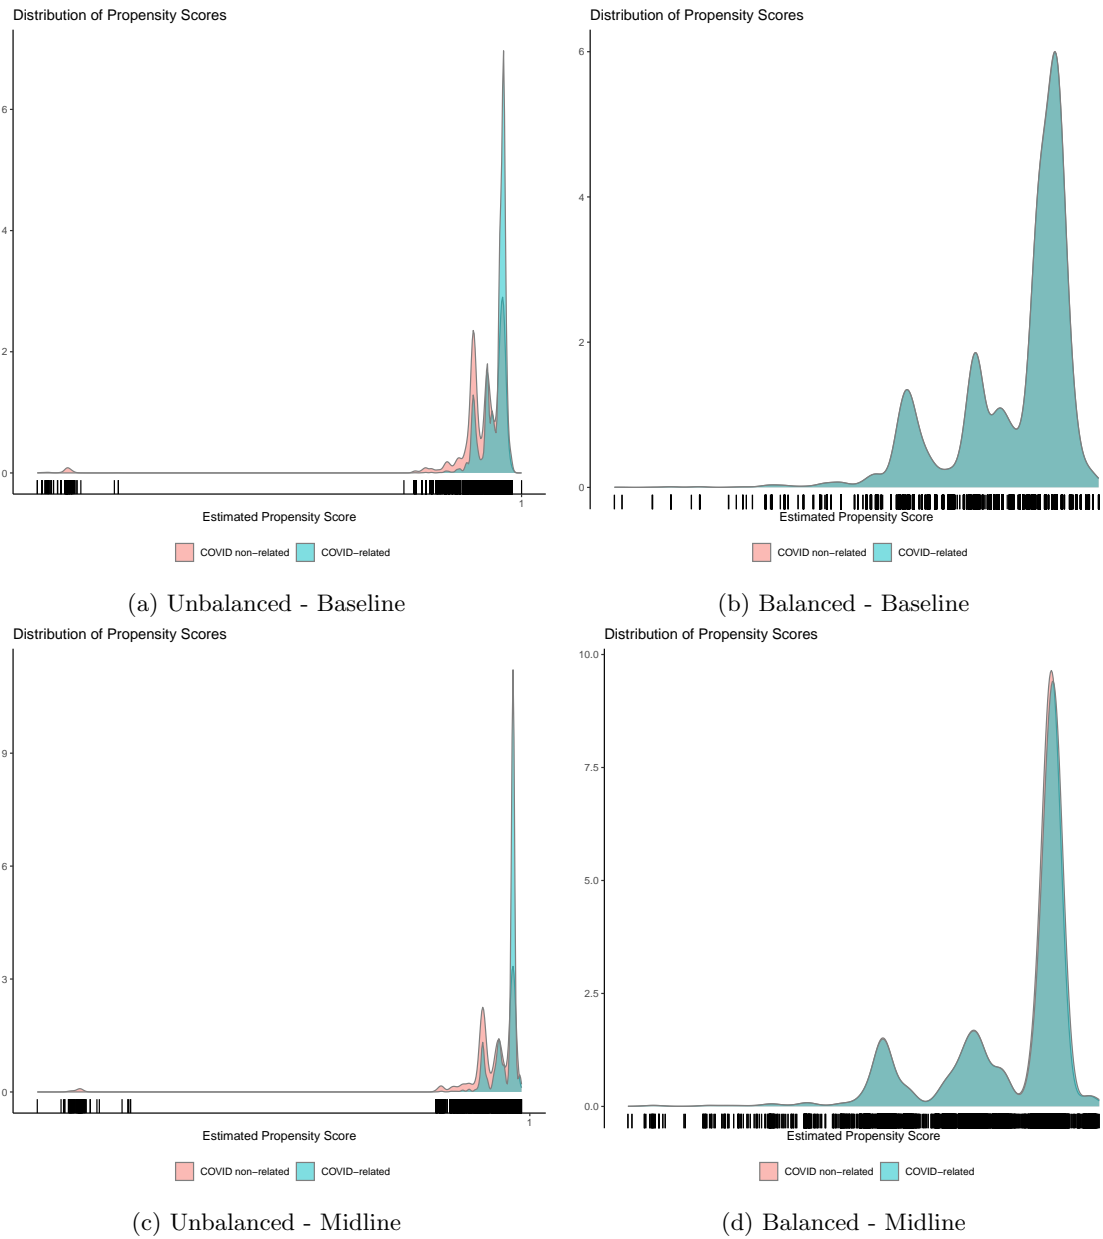 Distribution of Propensity Scores
6
4
2
0
1
Estimated Propensity Score
COVID non−related COVID−related
(a) Unbalanced - Baseline
Distribution of Propensity Scores
6
4
2
0
Estimated Propensity Score
COVID non−related COVID−related
(b) Balanced - Baseline
Distribution of Propensity Scores
9
6
3
0
1
Estimated Propensity Score
COVID non−related COVID−related
(c) Unbalanced - Midline
Distribution of Propensity Scores
10.0
7.5
5.0
2.5
0.0
Estimated Propensity Score
COVID non−related COVID−related
(d) Balanced - Midline